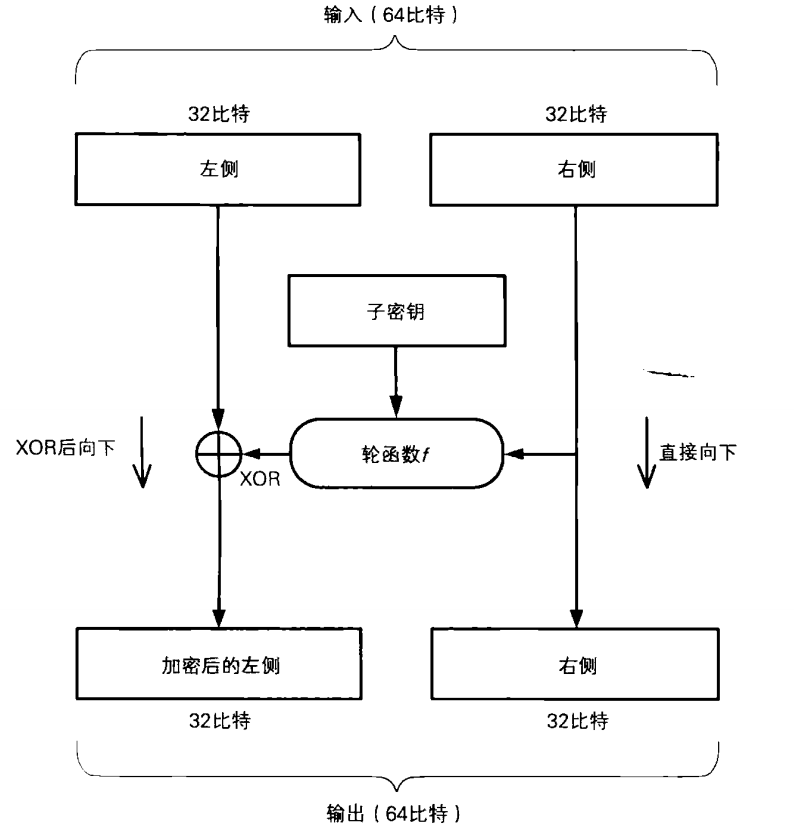 输入（64比特）
32比特
32比特
左侧
右侧
子密钥
XOR后向下
轮函数f
直接向下
XOR
加密后的左侧
右侧
32比特
32比特
输出（64比特）